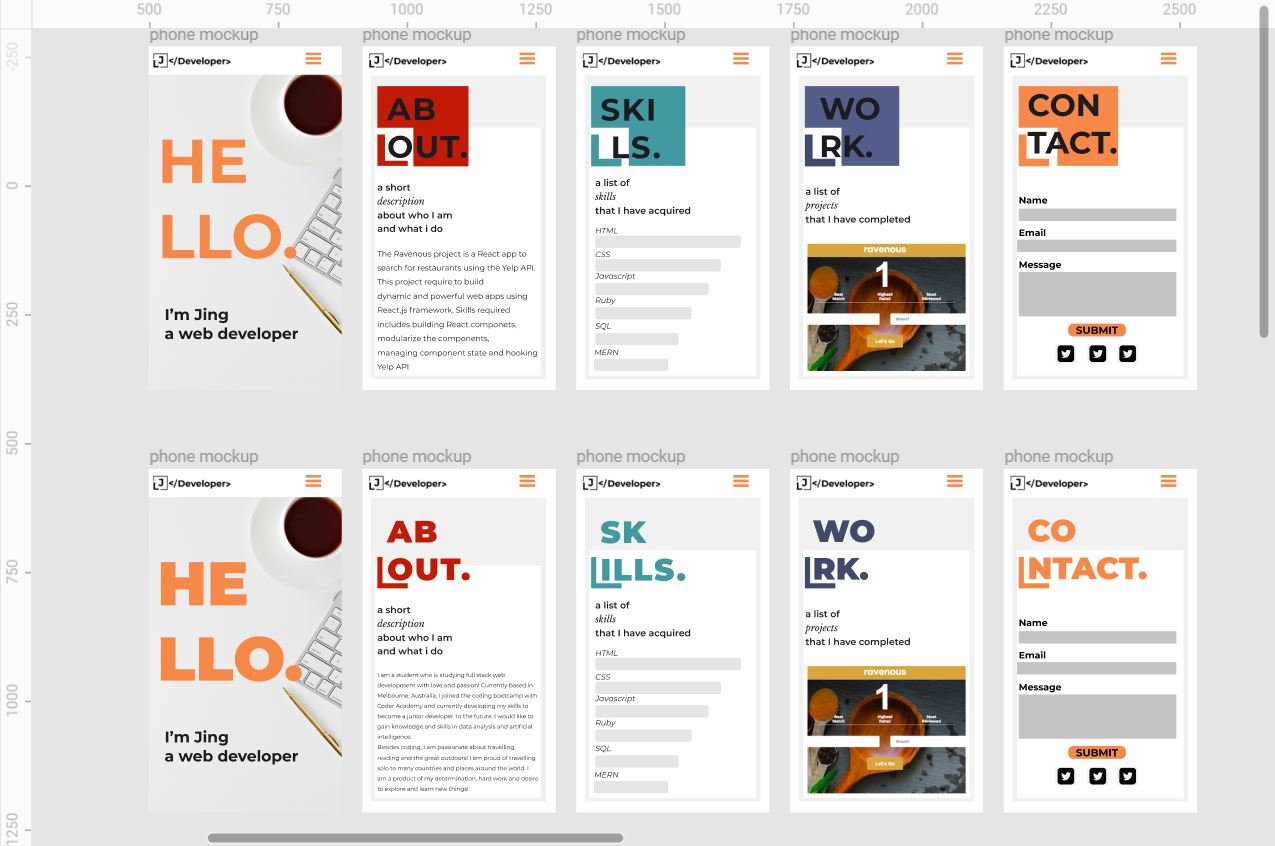 500 750 1000 1250 1500 1750 2000 2250 2500
-250
0
250
500
750
1000
1250
phone mockup
J </Developer>
HE
LLO.
I'm Jing
a web developer
phone mockup
J </Developer>
AB
OUT.
a short
description
about who I am
and what i do
The Ravenous project is a React app to
search for restaurants using the Yelp API.
This project require to build
dynamic and powerful web apps using
React.js framework. Skills required
includes building React componets,
modularize the components,
managing component state and hooking
Yelp API
phone mockup
J </Developer>
SKI
LLS.
a list of
skills
that I have acquired
HTML
CSS
Javascript
Ruby
SQL
MERN
phone mockup
J </Developer>
WO
RK.
a list of
projects
that I have completed
ravenous
1
Best Match
Highest Rated
Most Reviewed
Where?
Let's Go
phone mockup
J </Developer>
CON
TACT.
Name
Email
Message
SUBMIT
phone mockup
J </Developer>
HE
LLO.
I'm Jing
a web developer
phone mockup
J </Developer>
AB
OUT.
a short
description
about who I am
and what i do
I am a student who is studying full stack web
development with love and passion! Currently based in
Melbourne, Australia. I joined the coding bootcamp with
Coder Academy and currently developing my skills to
become a junior developer. In the future, I would like to
gain knowledge and skills in data analysis and artificial
intelligence.
Besides coding, I am passionate about travelling,
reading and the great outdoors! I am proud of travelling
solo to many countries and places around the world. I
am a product of my determination, hard work and desire
to explore and learn new things!
phone mockup
J </Developer>
SK
ILLS.
a list of
skills
that I have acquired
HTML
CSS
Javascript
Ruby
SQL
MERN
phone mockup
J </Developer>
WO
RK.
a list of
projects
that I have completed
ravenous
1
Best Match
Highest Rated
Most Reviewed
Where?
Let's Go
phone mockup
J </Developer>
CO
NTACT.
Name
Email
Message
SUBMIT